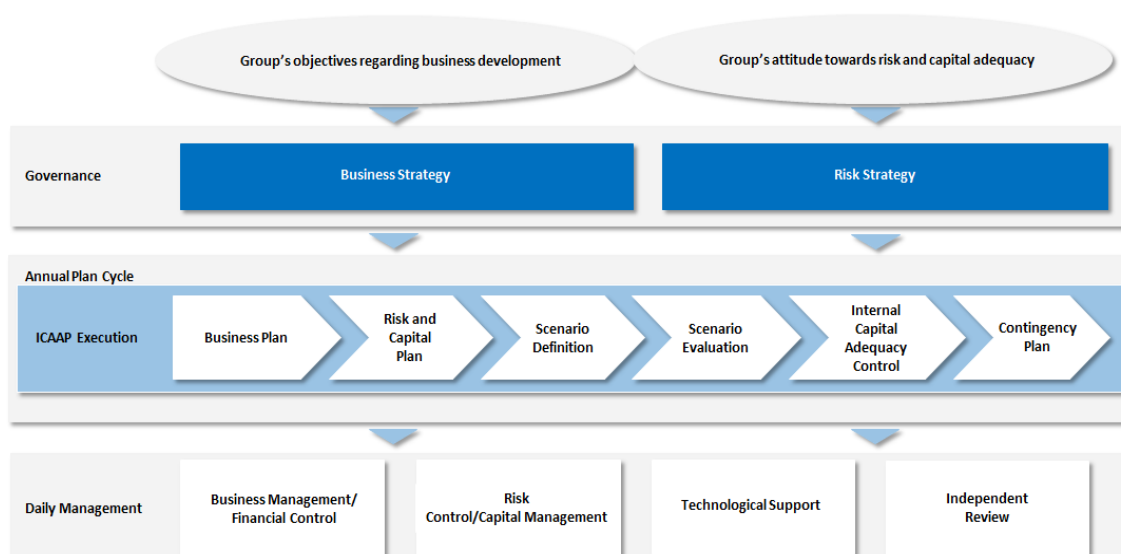 Group's objectives regarding business development
Group's attitude towards risk and capital adequacy
Governance
Business Strategy
Risk Strategy
Annual Plan Cycle
ICAAP Execution
Business Plan
Risk and
Capital
Plan
Scenario
Definition
Scenario
Evaluation
Internal
Capital
Adequacy
Control
Contingency
Plan
Daily Management
Business Management/
Financial Control
Risk
Control/Capital Management
Technological Support
Independent
Review